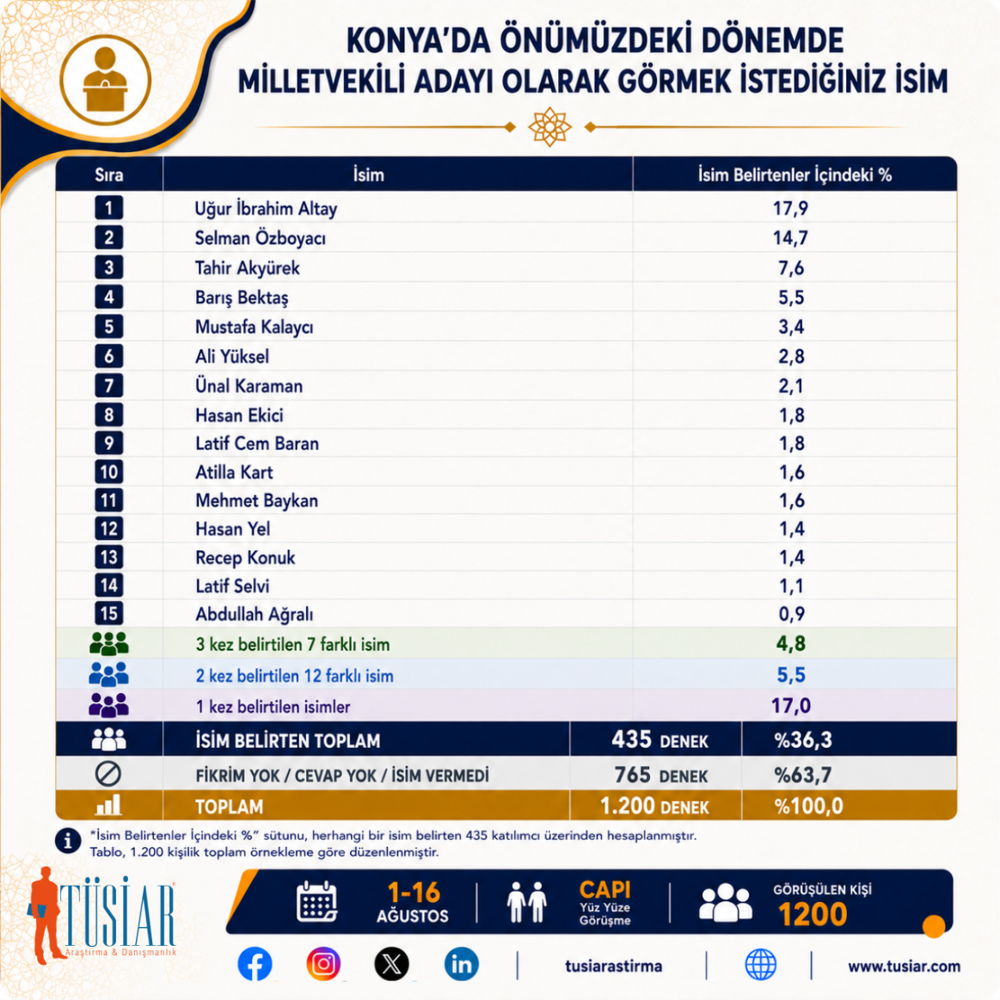 KONYA'DA ÖNÜMÜZDEKİ DÖNEMDE
MİLLETVEKİLİ ADAYI OLARAK GÖRMEK İSTEDİĞİNİZ İSİM
Sıra İsim İsim Belirtenler İçindeki %
1 Uğur İbrahim Altay 17,9
2 Selman Özboyacı 14,7
3 Tahir Akyürek 7,6
4 Barış Bektaş 5,5
5 Mustafa Kalaycı 3,4
6 Ali Yüksel 2,8
7 Ünal Karaman 2,1
8 Hasan Ekici 1,8
9 Latif Cem Baran 1,8
10 Atilla Kart 1,6
11 Mehmet Baykan 1,6
12 Hasan Yel 1,4
13 Recep Konuk 1,4
14 Latif Selvi 1,1
15 Abdullah Ağralı 0,9
3 kez belirtilen 7 farklı isim 4,8
2 kez belirtilen 12 farklı isim 5,5
1 kez belirtilen isimler 17,0
İSİM BELİRTEN TOPLAM 435 DENEK %36,3
FİKRİM YOK / CEVAP YOK / İSİM VERMEDİ 765 DENEK %63,7
TOPLAM 1.200 DENEK %100,0
*İsim Belirtenler İçindeki %” sütunu, herhangi bir isim belirten 435 katılımcı üzerinden hesaplanmıştır.
Tablo, 1.200 kişilik toplam örnekleme göre düzenlenmiştir.
TÜSİAR
Araştırma & Danışmanlık
1-16
AĞUSTOS
CAPI
Yüz Yüze
Görüşme
GÖRÜŞÜLEN KİŞİ
1200
tusiarastirma
www.tusiar.com